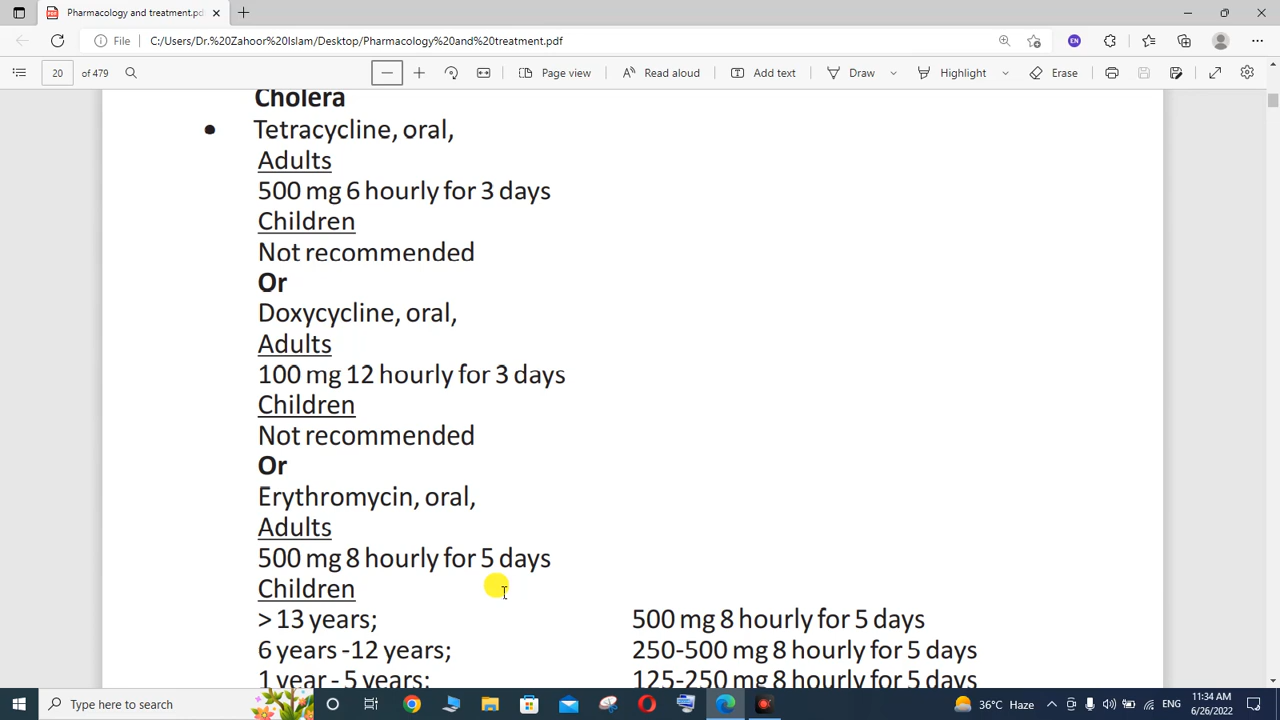 Pharmacology and treatment.pd
File
C:/Users/Dr.%20Zahoor%20Islam/Desktop/Pharmacology%20and%20treatment.pdf
EN
20 of 479
Page view
Read aloud
Add text
Draw
Highlight
Erase
Cholera
• Tetracycline, oral,
Adults
500 mg 6 hourly for 3 days
Children
Not recommended
Or
Doxycycline, oral,
Adults
100 mg 12 hourly for 3 days
Children
Not recommended
Or
Erythromycin, oral,
Adults
500 mg 8 hourly for 5 days
Children
> 13 years; 500 mg 8 hourly for 5 days
6 years -12 years; 250-500 mg 8 hourly for 5 days
1 year - 5 years; 125-250 mg 8 hourly for 5 days
Type here to search
36°C Haze
ENG
11:34 AM
6/26/2022